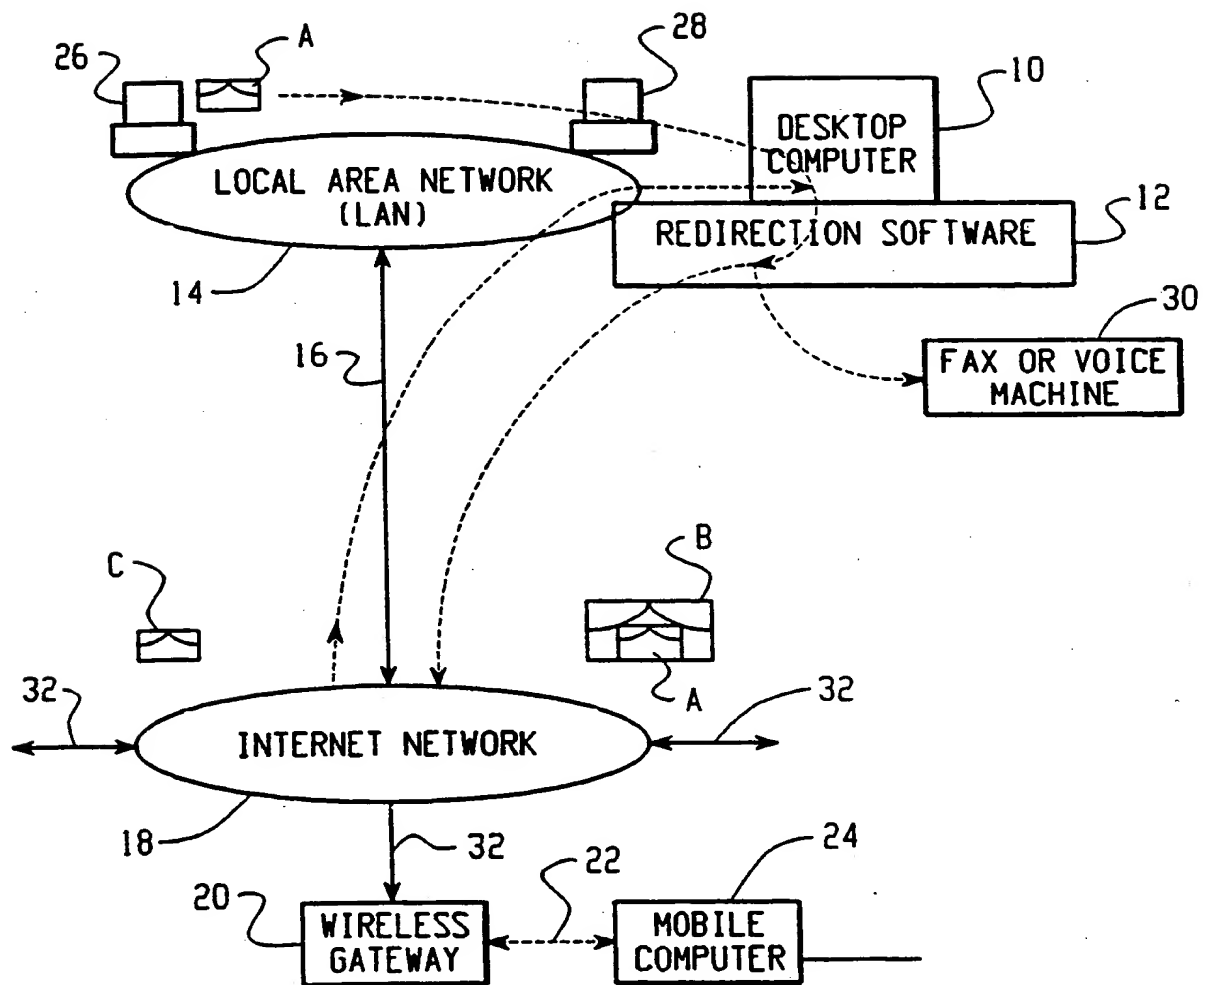 26
A
28
10
DESKTOP
COMPUTER
LOCAL AREA NETWORK
(LAN)
12
REDIRECTION SOFTWARE
14
30
16
FAX OR VOICE
MACHINE
C
B
A
32
32
INTERNET NETWORK
18
32
24
22
20
WIRELESS
GATEWAY
MOBILE
COMPUTER